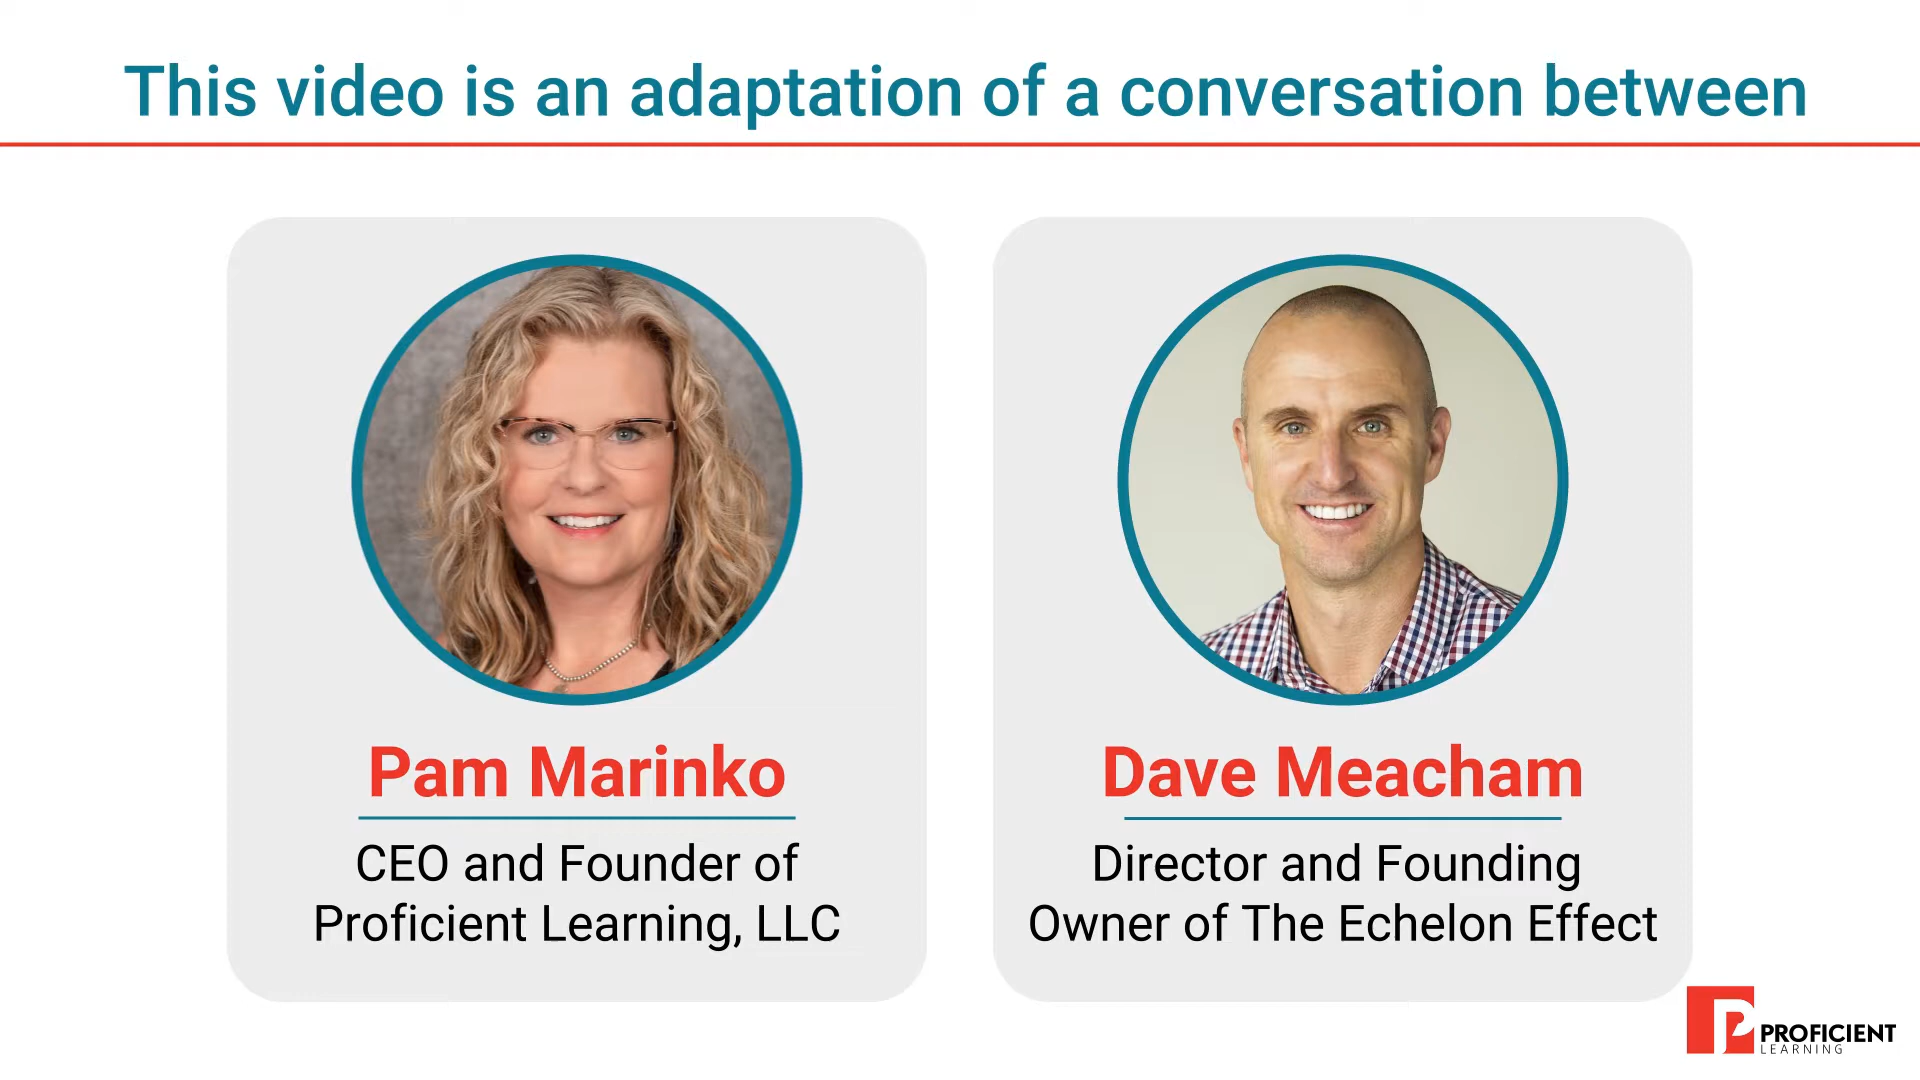 This video is an adaptation of a conversation between
Pam Marinko
CEO and Founder of
Proficient Learning, LLC
Dave Meacham
Director and Founding
Owner of The Echelon Effect
PROFICIENT
LEARNING